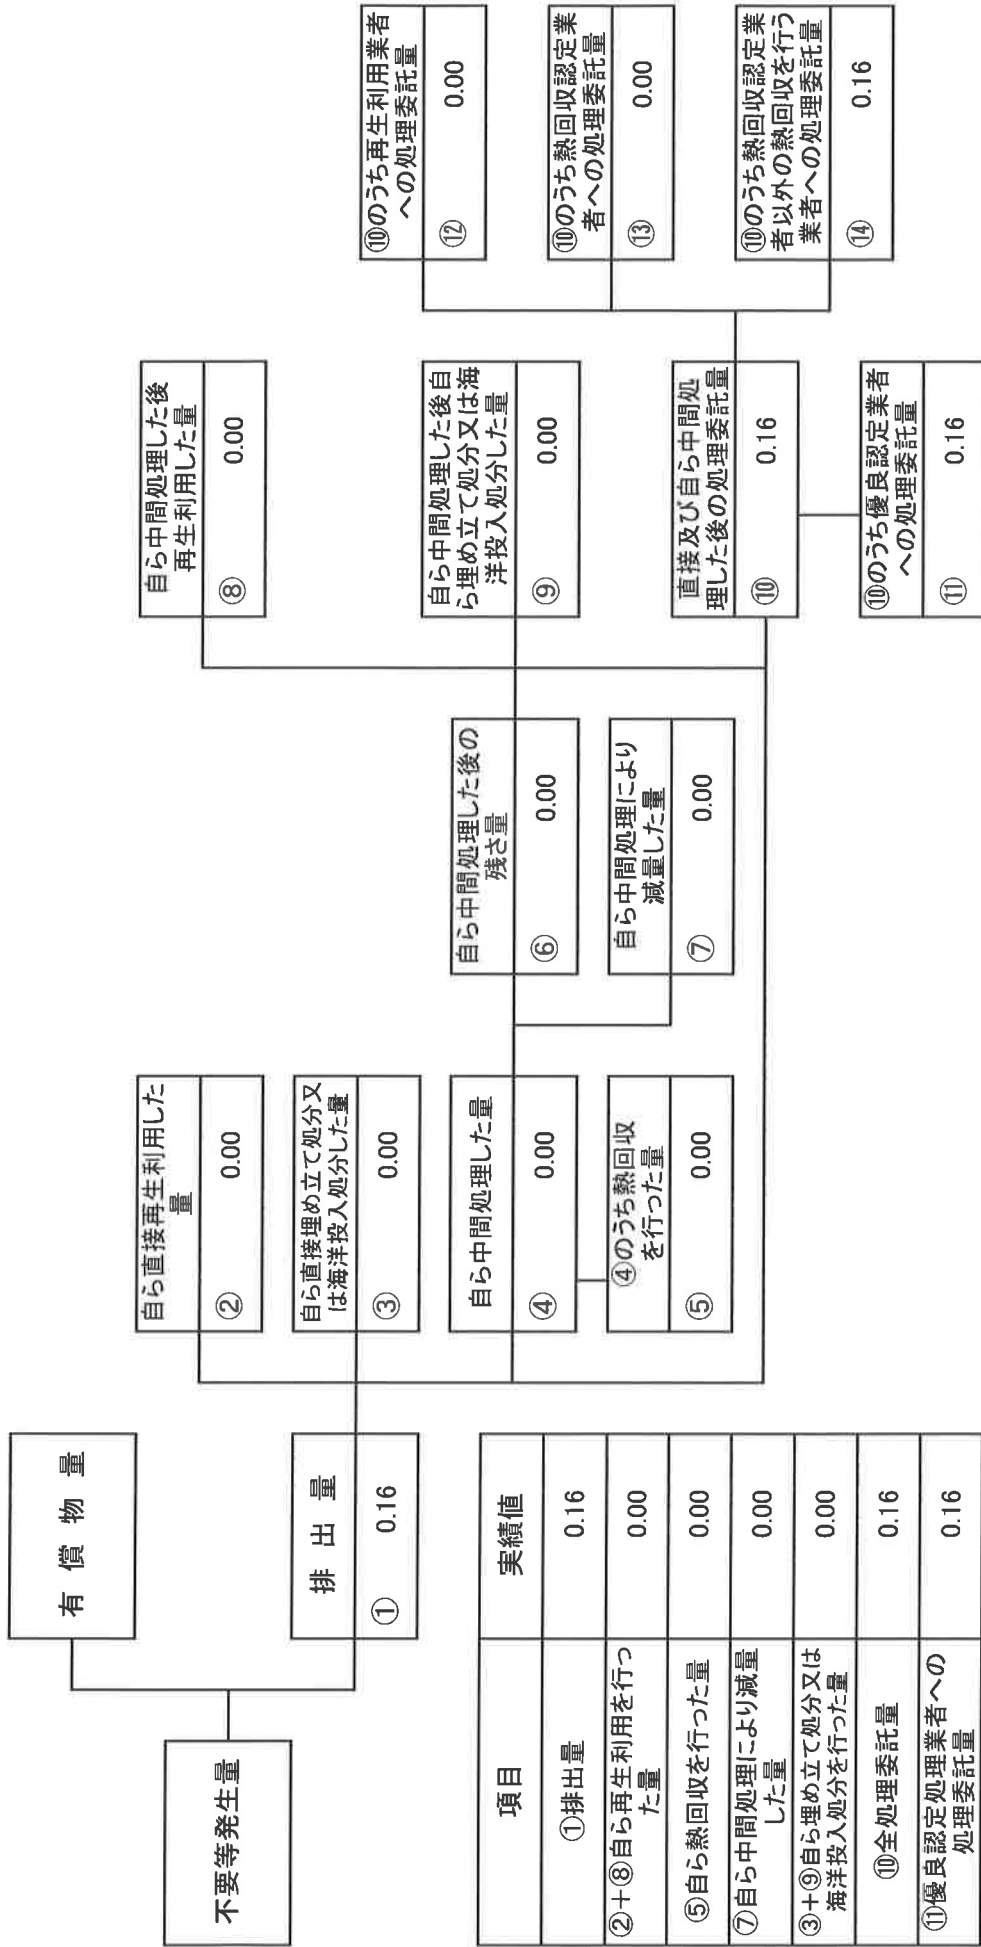 不要等発生量
有 償 物 量
排 出 量
① 0.16
自ら直接再生利用した
量
② 0.00
自ら直接埋め立て処分又
は海洋投入処分した量
③ 0.00
自ら中間処理した量
④ 0.00
④のうち熱回収
を行った量
⑤ 0.00
自ら中間処理した後の
残さ量
⑥ 0.00
自ら中間処理により
減量した量
⑦ 0.00
自ら中間処理した後
再生利用した量
⑧ 0.00
自ら中間処理した後自
ら埋め立て処分又は海
洋投入処分した量
⑨ 0.00
直接及び自ら中間処
理した後の処理委託量
⑩ 0.16
⑩のうち優良認定業者
への処理委託量
⑪ 0.16
⑩のうち再生利用業者
への処理委託量
⑫ 0.00
⑩のうち熱回収認定業
者への処理委託量
⑬ 0.00
⑩のうち熱回収認定業
者以外の熱回収を行う
業者への処理委託量
⑭ 0.16
項目 実績値
①排出量 0.16
②＋⑧自ら再生利用を行っ
た量 0.00
⑤自ら熱回収を行った量 0.00
⑦自ら中間処理により減量
した量 0.00
③＋⑨自ら埋め立て処分又は
海洋投入処分を行った量 0.00
⑩全処理委託量 0.16
⑪優良認定処理業者への
処理委託量 0.16